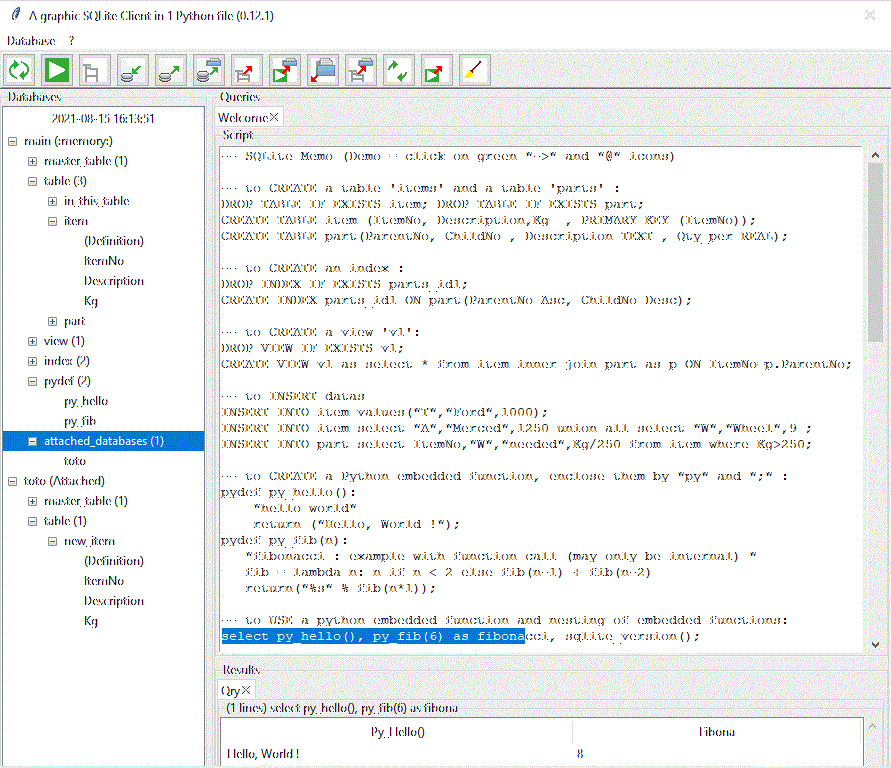 A graphic SQLite Client in 1 Python file (0.12.1)
Database ?
Databases
2021-08-15 16:13:51
main (:memory:)
master_table (1)
table (3)
in_this_table
item
(Definition)
ItemNo
Description
Kg
part
view (1)
index (2)
pydef (2)
py_hello
py_fib
attached_databases (1)
toto
toto (Attached)
master_table (1)
table (1)
new_item
(Definition)
ItemNo
Description
Kg
Queries
Welcome
Script
--- SQLite Memo (Demo = click on green "->" and "@" icons)
--- to CREATE a table 'items' and a table 'parts' :
DROP TABLE IF EXISTS item; DROP TABLE IF EXISTS part;
CREATE TABLE item (ItemNo, Description,Kg , PRIMARY KEY (ItemNo));
CREATE TABLE part(ParentNo, ChildNo , Description TEXT , Qty_per REAL);
--- to CREATE an index :
DROP INDEX IF EXISTS parts_id1;
CREATE INDEX parts_id1 ON part(ParentNo Asc, ChildNo Desc);
--- to CREATE a view 'v1':
DROP VIEW IF EXISTS v1;
CREATE VIEW v1 as select * from item inner join part as p ON ItemNo=p.ParentNo;
--- to INSERT datas
INSERT INTO item values("T","Ford",1000);
INSERT INTO item select "A","Merced",1250 union all select "W","Wheel",9 ;
INSERT INTO part select ItemNo,"W","needed",Kg/250 from item where Kg>250;
--- to CREATE a Python embedded function, enclose them by "py" and ";" :
pydef py_hello():
"hello world"
return ("Hello, World !");
pydef py_fib(n):
"fibonacci : example with function call (may only be internal) "
fib = lambda n: n if n < 2 else fib(n-1) + fib(n-2)
return("%s" % fib(n*1));
--- to USE a python embedded function and nesting of embedded functions:
select py_hello(), py_fib(6) as fibonacci, sqlite_version();
Results
Qry
(1 lines) select py_hello(), py_fib(6) as fibona
Py_Hello() Fibona
Hello, World ! 8